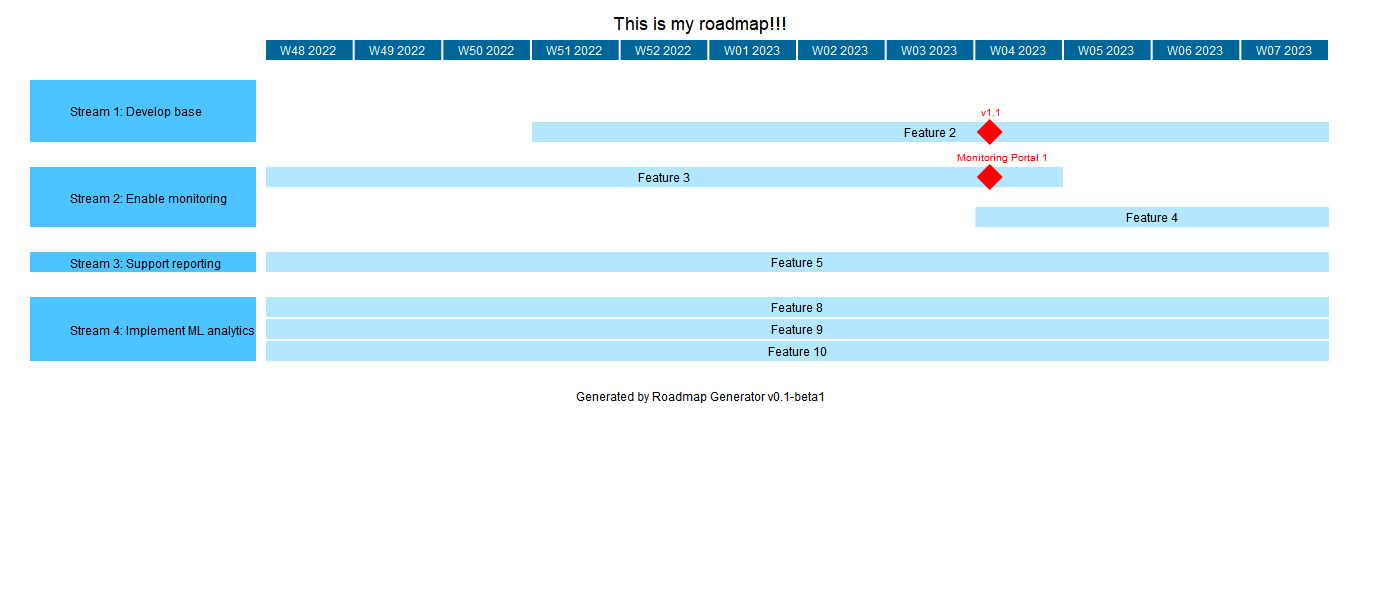 This is my roadmap!!!
W48 2022 W49 2022 W50 2022 W51 2022 W52 2022 W01 2023 W02 2023 W03 2023 W04 2023 W05 2023 W06 2023 W07 2023
Stream 1: Develop base
v1.1
Feature 2
Monitoring Portal 1
Feature 3
Stream 2: Enable monitoring
Feature 4
Stream 3: Support reporting
Feature 5
Feature 8
Stream 4: Implement ML analytics
Feature 9
Feature 10
Generated by Roadmap Generator v0.1-beta1